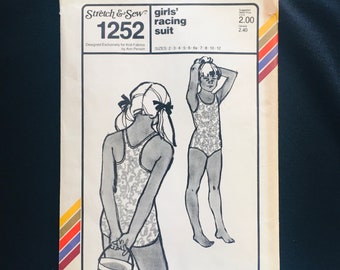 Stretch & Sew
1252
Designed Exclusively for Knit Fabrics
by Ann Person
girls'
racing
suit
SIZES: 2 · 3 · 4 · 5 · 6 · 6x · 7 · 8 · 10 · 12
2.00
2.40